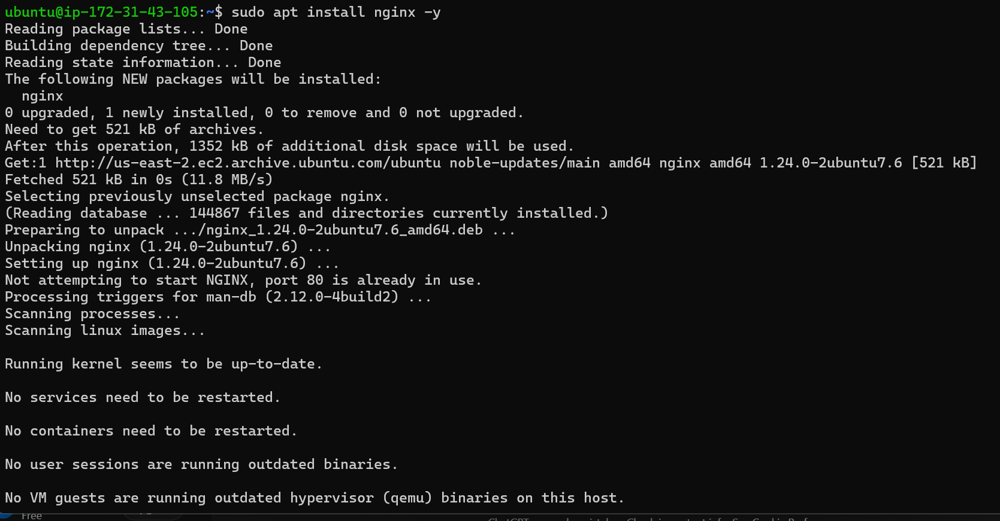 ubuntu@ip-172-31-43-105:~$ sudo apt install nginx -y
Reading package lists... Done
Building dependency tree... Done
Reading state information... Done
The following NEW packages will be installed:
  nginx
0 upgraded, 1 newly installed, 0 to remove and 0 not upgraded.
Need to get 521 kB of archives.
After this operation, 1352 kB of additional disk space will be used.
Get:1 http://us-east-2.ec2.archive.ubuntu.com/ubuntu noble-updates/main amd64 nginx amd64 1.24.0-2ubuntu7.6 [521 kB]
Fetched 521 kB in 0s (11.8 MB/s)
Selecting previously unselected package nginx.
(Reading database ... 144867 files and directories currently installed.)
Preparing to unpack .../nginx_1.24.0-2ubuntu7.6_amd64.deb ...
Unpacking nginx (1.24.0-2ubuntu7.6) ...
Setting up nginx (1.24.0-2ubuntu7.6) ...
Not attempting to start NGINX, port 80 is already in use.
Processing triggers for man-db (2.12.0-4build2) ...
Scanning processes...
Scanning linux images...
Running kernel seems to be up-to-date.
No services need to be restarted.
No containers need to be restarted.
No user sessions are running outdated binaries.
No VM guests are running outdated hypervisor (qemu) binaries on this host.
Free